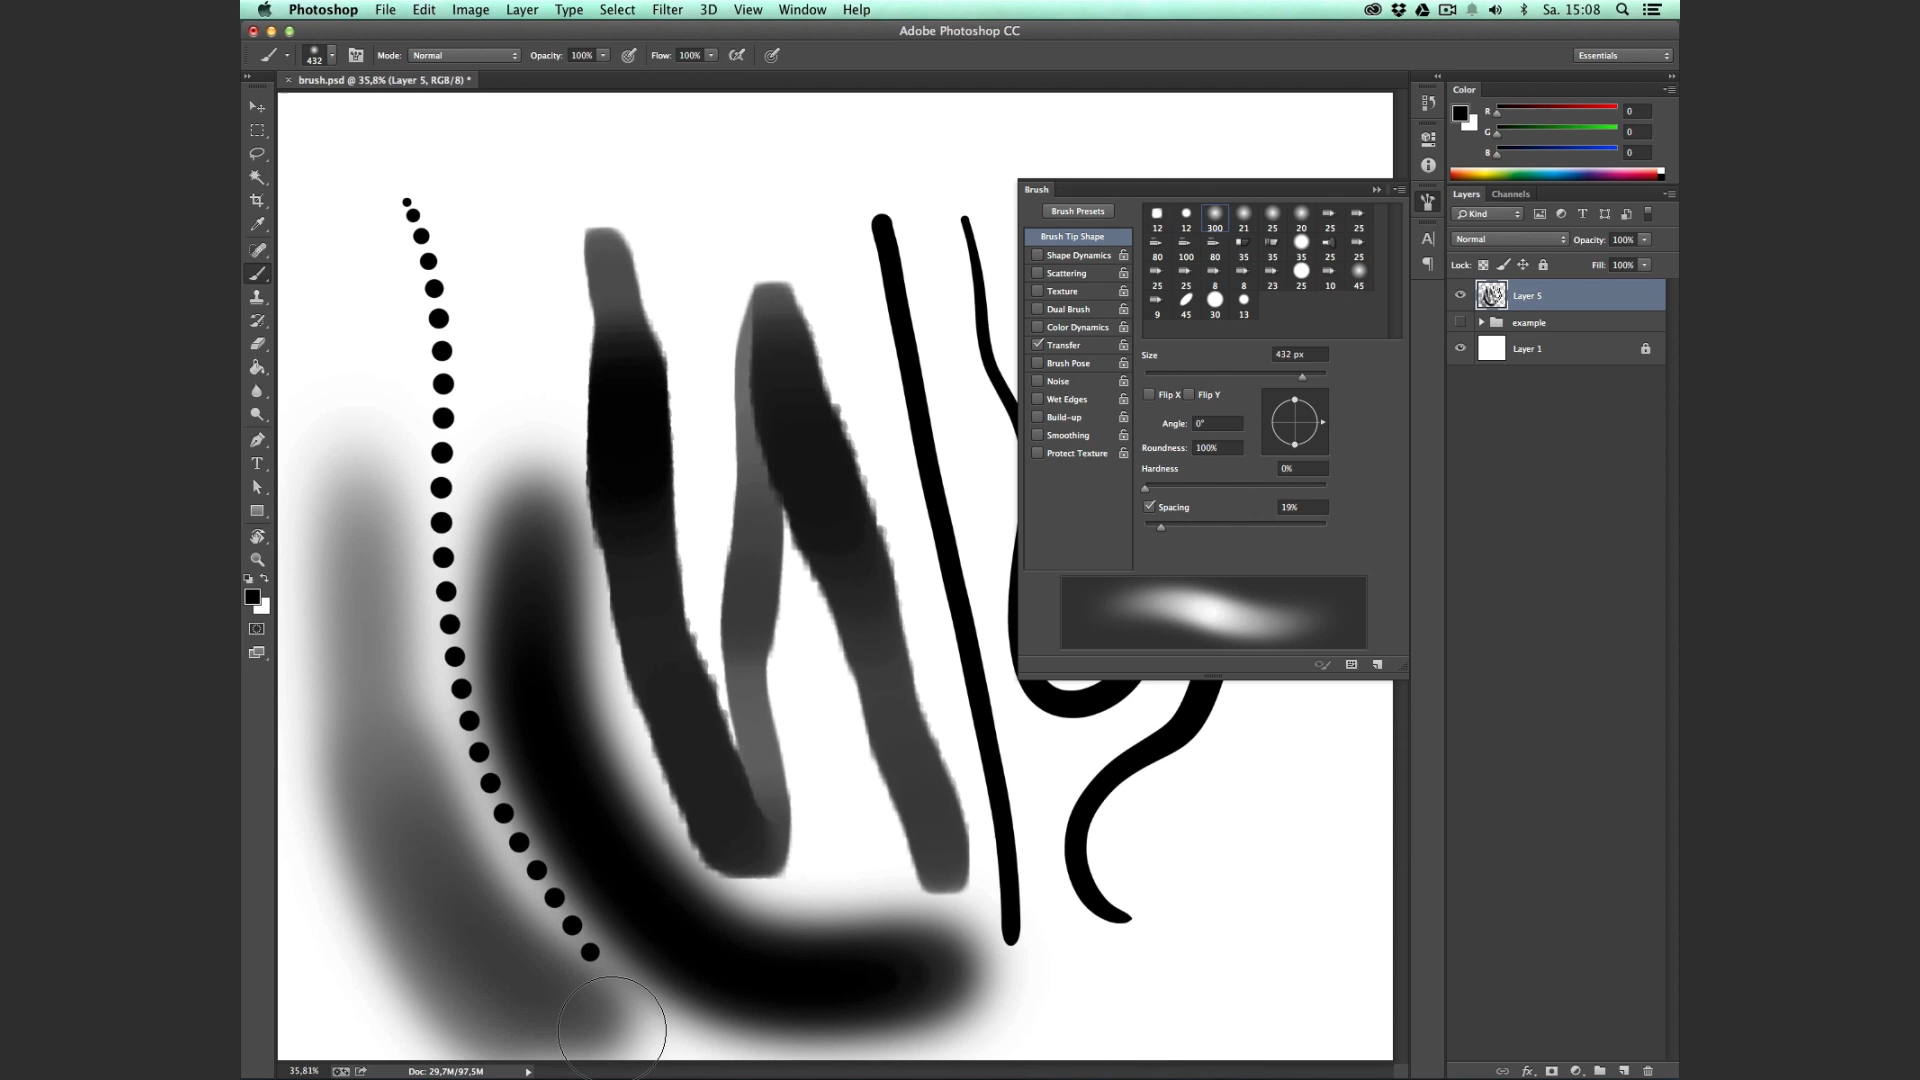 Photoshop File Edit Image Layer Type Select Filter 3D View Window Help Sa. 15:08
Adobe Photoshop CC
432 Mode: Normal Opacity: 100% Flow: 100% Essentials
× brush.psd @ 35,8% (Layer 5, RGB/8) *
Color
R 0
G 0
B 0
Brush
Brush Presets
Brush Tip Shape
Shape Dynamics
Scattering
Texture
Dual Brush
Color Dynamics
Transfer
Brush Pose
Noise
Wet Edges
Build-up
Smoothing
Protect Texture
12 12 300 21 25 20 25 25
80 100 80 35 35 35 25 25
25 25 8 8 23 25 10 45
9 45 30 13
Size 432 px
Flip X Flip Y
Angle: 0°
Roundness: 100%
Hardness 0%
Spacing 19%
Layers Channels
Kind
Normal Opacity: 100%
Lock: Fill: 100%
Layer 5
example
Layer 1
35,81% Doc: 29,7M/97,5M